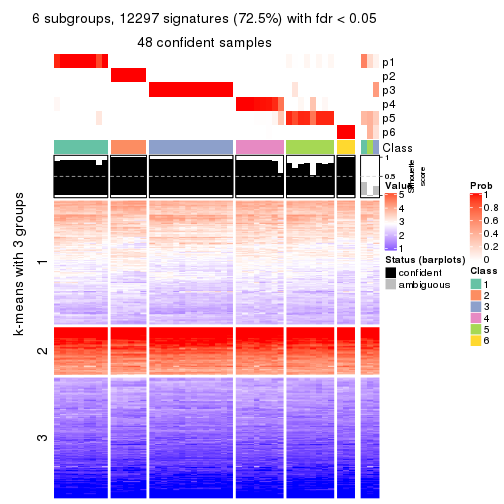 6 subgroups, 12297 signatures (72.5%) with fdr < 0.05
48 confident samples
p1
p2
p3
p4
p5
p6
Class
1
0.5
0
Silhouette
score
k-means with 3 groups
1
2
3
Value
5
4
3
2
1
Status (barplots)
confident
ambiguous
Prob
1
0.8
0.6
0.4
0.2
0
Class
1
2
3
4
5
6